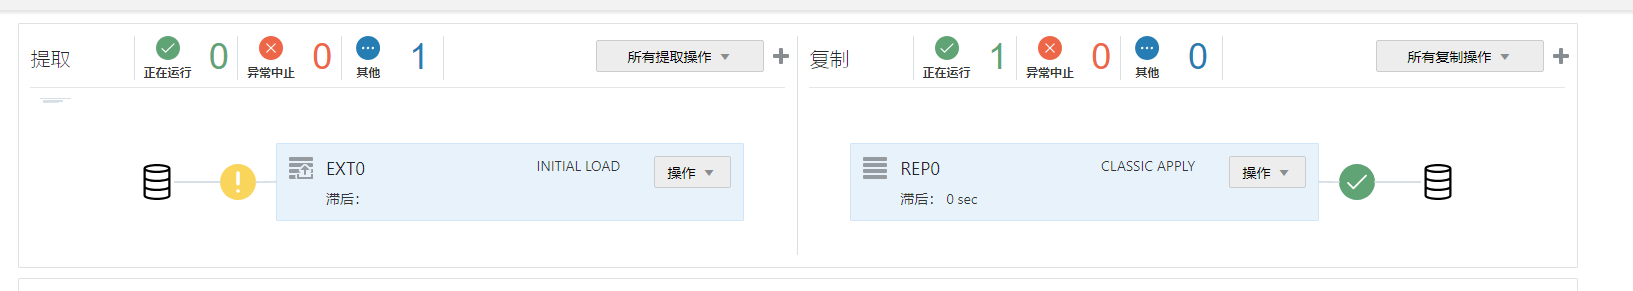 提取
正在运行
0
异常中止
0
其他
1
所有提取操作
复制
正在运行
1
异常中止
0
其他
0
所有复制操作
EXT0
INITIAL LOAD
操作
滞后：
REP0
CLASSIC APPLY
操作
滞后： 0 sec